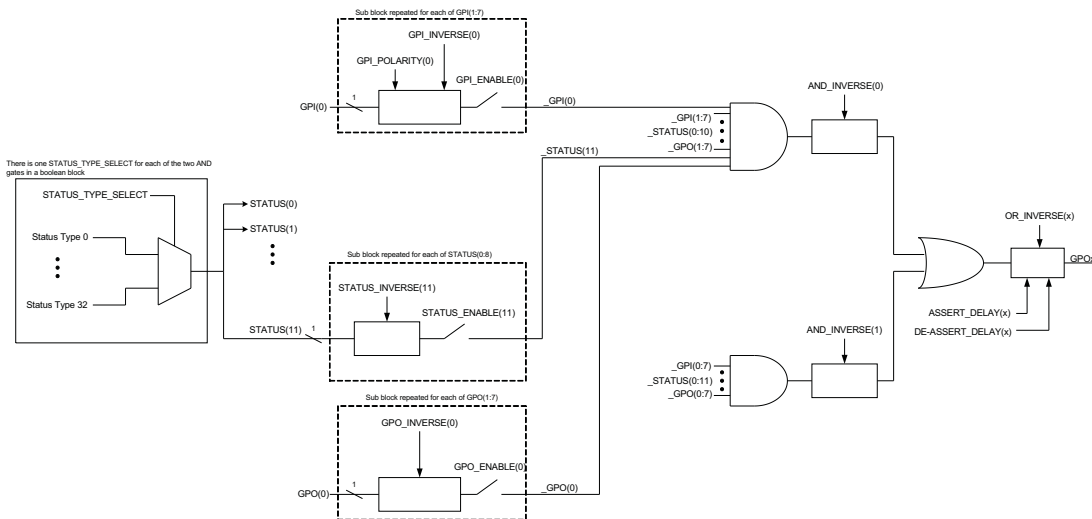 Sub block repeated for each of GPI(1:7)
GPI_INVERSE(0)
GPI_POLARITY(0)
GPI_ENABLE(0)
GPI(0)
1
_GPI(0)
AND_INVERSE(0)
_GPI(1:7)
_STATUS(0:10)
_GPO(1:7)
_STATUS(11)
There is one STATUS_TYPE_SELECT for each of the two AND
gates in a boolean block
STATUS_TYPE_SELECT
STATUS(0)
STATUS(1)
Status Type 0
Status Type 32
OR_INVERSE(x)
GPOx
ASSERT_DELAY(x)
DE-ASSERT_DELAY(x)
Sub block repeated for each of STATUS(0:8)
STATUS_INVERSE(11)
STATUS_ENABLE(11)
STATUS(11)
1
AND_INVERSE(1)
_GPI(0:7)
_STATUS(0:11)
_GPO(0:7)
Sub block repeated for each of GPO(1:7)
GPO_INVERSE(0)
GPO_ENABLE(0)
GPO(0)
1
_GPO(0)